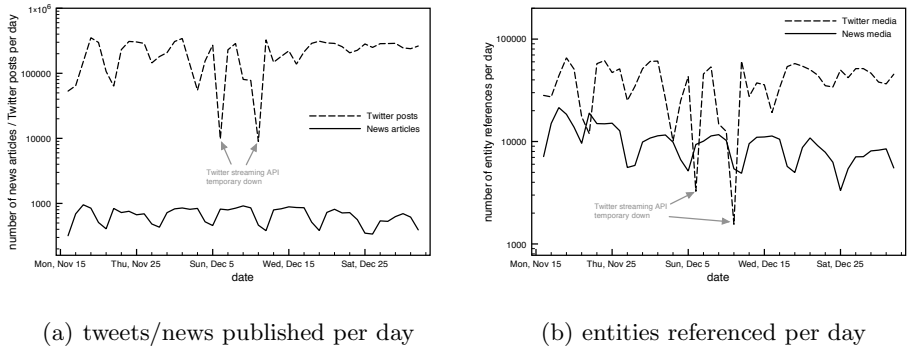 number of news articles / Twitter posts per day
1×10⁶
100000
10000
1000
Twitter posts
News articles
Twitter streaming API
temporary down
Mon, Nov 15
Thu, Nov 25
Sun, Dec 5
Wed, Dec 15
Sat, Dec 25
date
(a) tweets/news published per day
number of entity references per day
100000
10000
1000
Twitter media
News media
Twitter streaming API
temporary down
Mon, Nov 15
Thu, Nov 25
Sun, Dec 5
Wed, Dec 15
Sat, Dec 25
date
(b) entities referenced per day